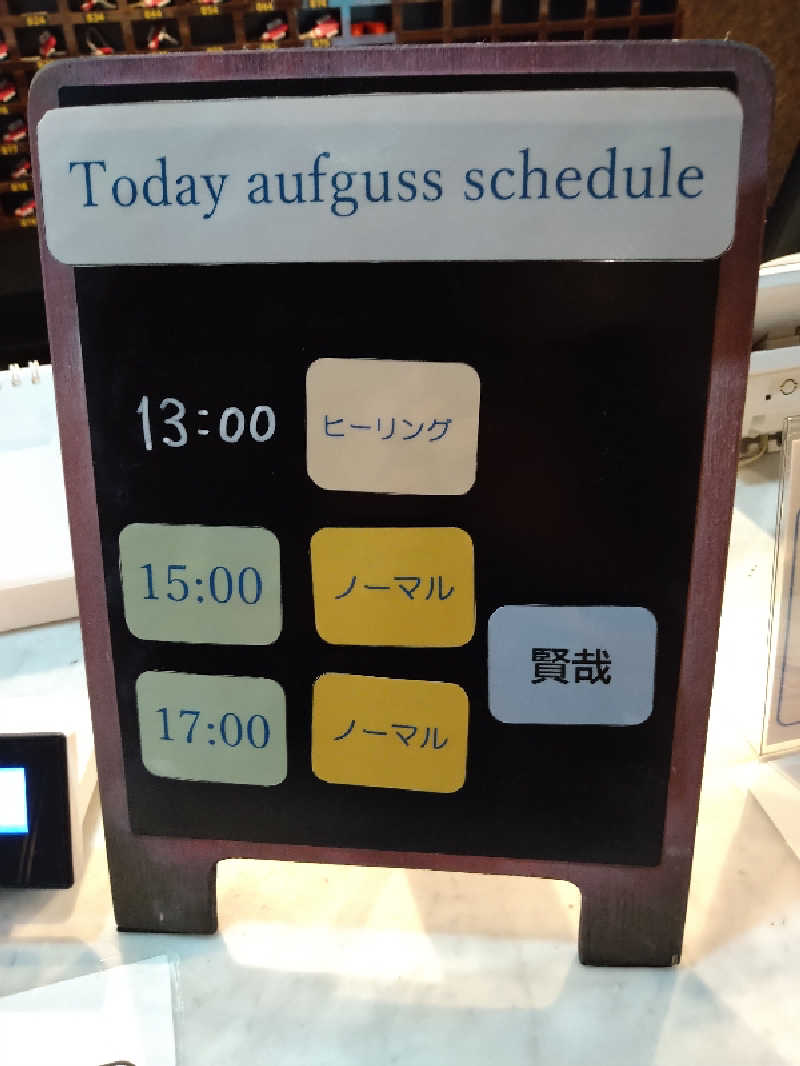 Today aufguss schedule
13:00 ヒーリング
15:00 ノーマル
賢哉
17:00 ノーマル